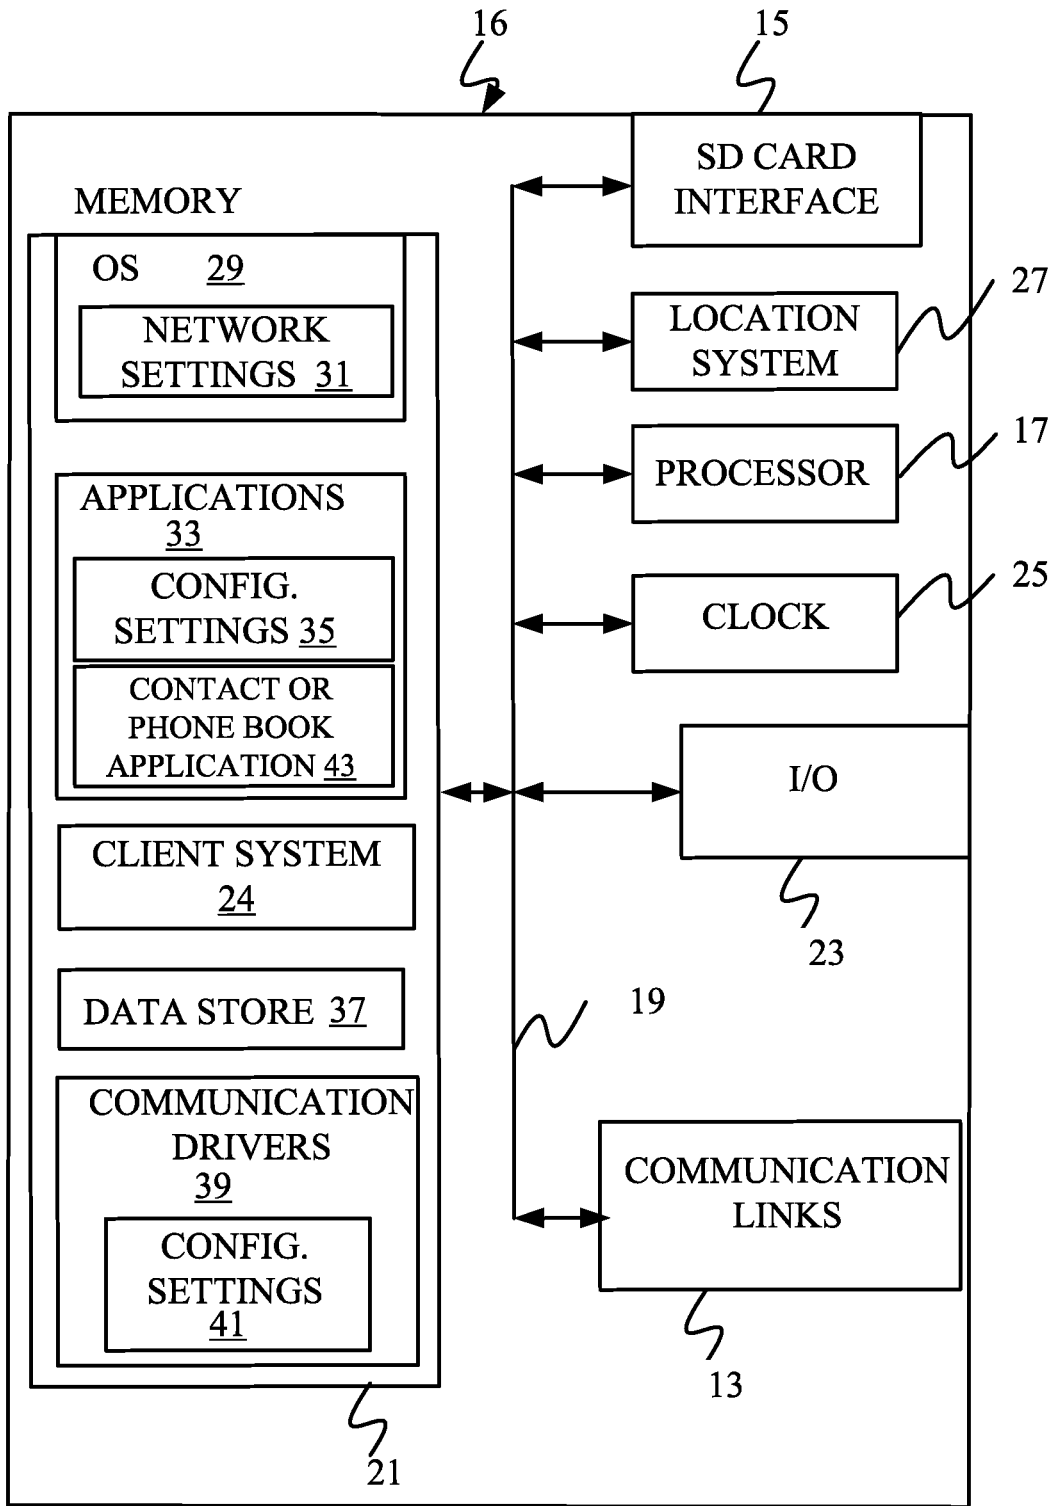 16
15
MEMORY
OS 29
NETWORK
SETTINGS 31
APPLICATIONS
33
CONFIG.
SETTINGS 35
CONTACT OR
PHONE BOOK
APPLICATION 43
CLIENT SYSTEM
24
DATA STORE 37
COMMUNICATION
DRIVERS
39
CONFIG.
SETTINGS
41
21
SD CARD
INTERFACE
LOCATION
SYSTEM
27
PROCESSOR
17
CLOCK
25
I/O
23
19
COMMUNICATION
LINKS
13